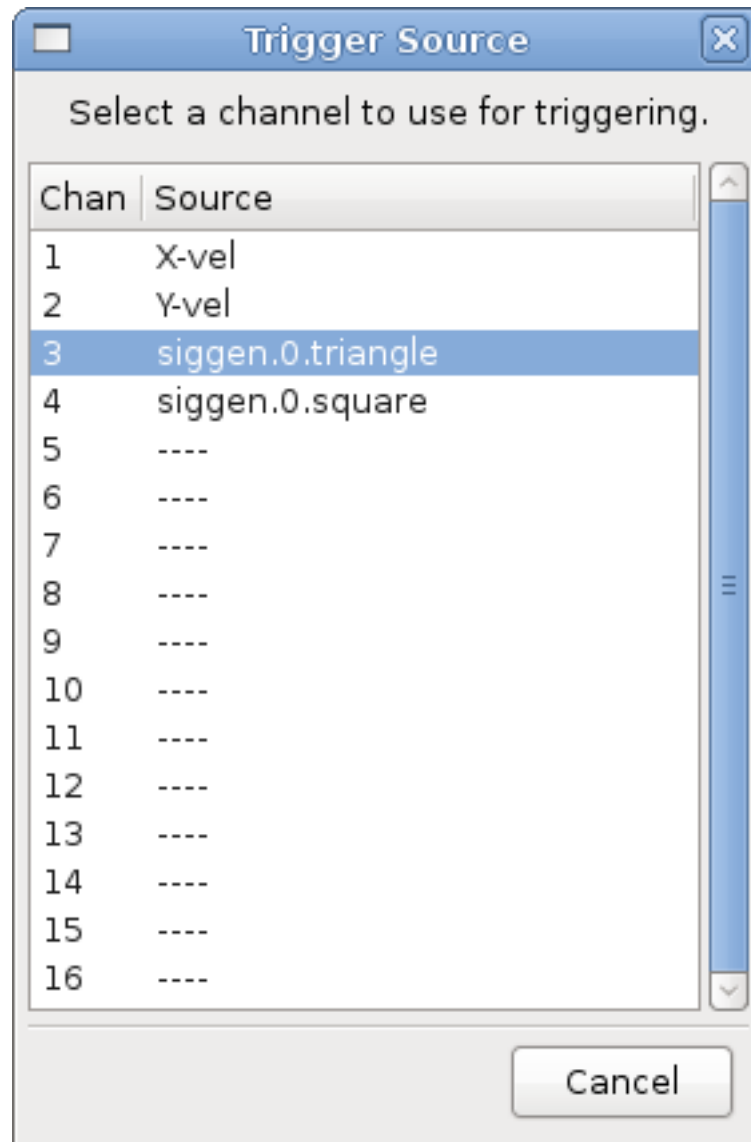 Trigger Source
Select a channel to use for triggering.
Chan Source
1 X-vel
2 Y-vel
3 siggen.0.triangle
4 siggen.0.square
5 ----
6 ----
7 ----
8 ----
9 ----
10 ----
11 ----
12 ----
13 ----
14 ----
15 ----
16 ----
Cancel